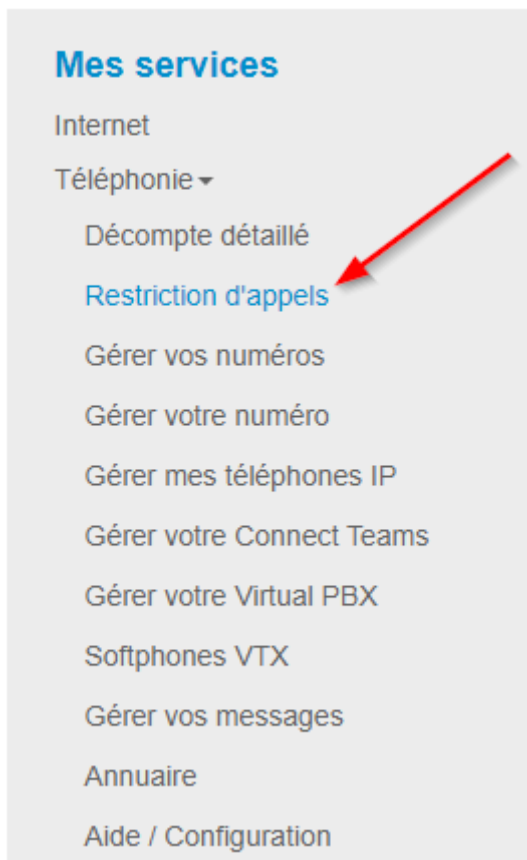 Mes services
Internet
Téléphonie
Décompte détaillé
Restriction d'appels
Gérer vos numéros
Gérer votre numéro
Gérer mes téléphones IP
Gérer votre Connect Teams
Gérer votre Virtual PBX
Softphones VTX
Gérer vos messages
Annuaire
Aide / Configuration